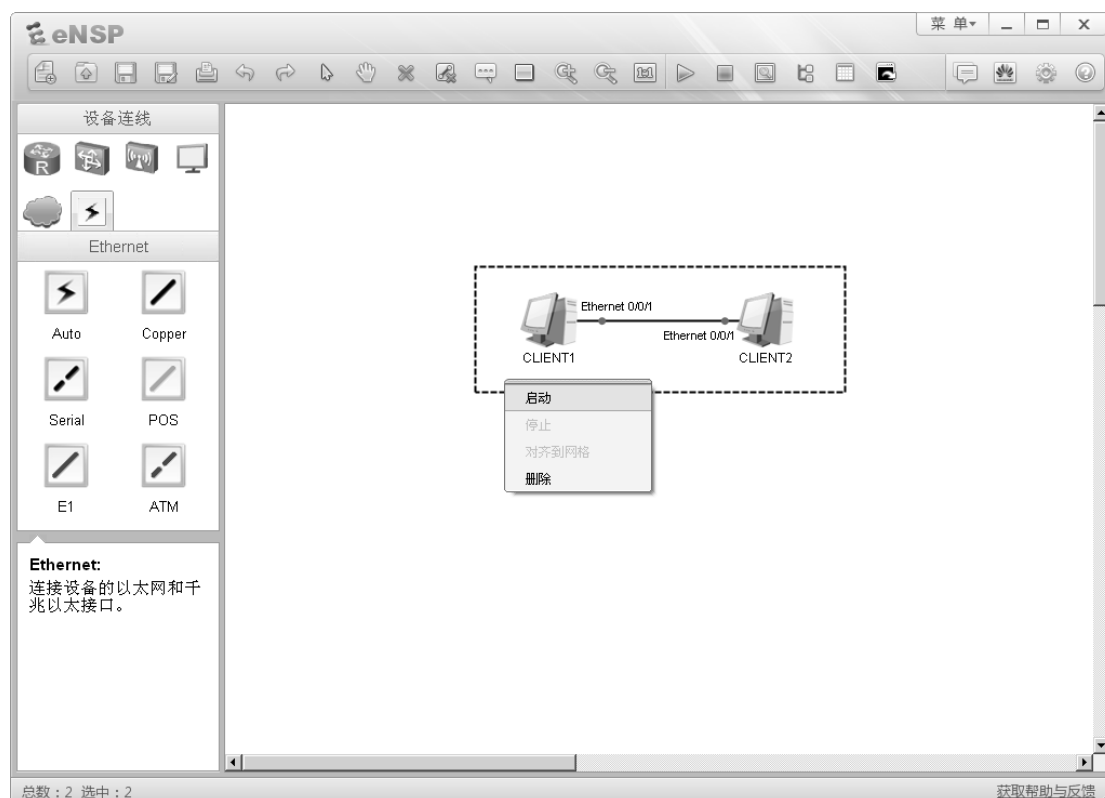 eNSP
菜 单
1:1
设备连线
R
Ethernet
Auto
Copper
Serial
POS
E1
ATM
Ethernet:
连接设备的以太网和千
兆以太接口。
Ethernet 0/0/1
Ethernet 0/0/1
CLIENT1
CLIENT2
启动
停止
对齐到网格
删除
总数：2 选中：2
获取帮助与反馈